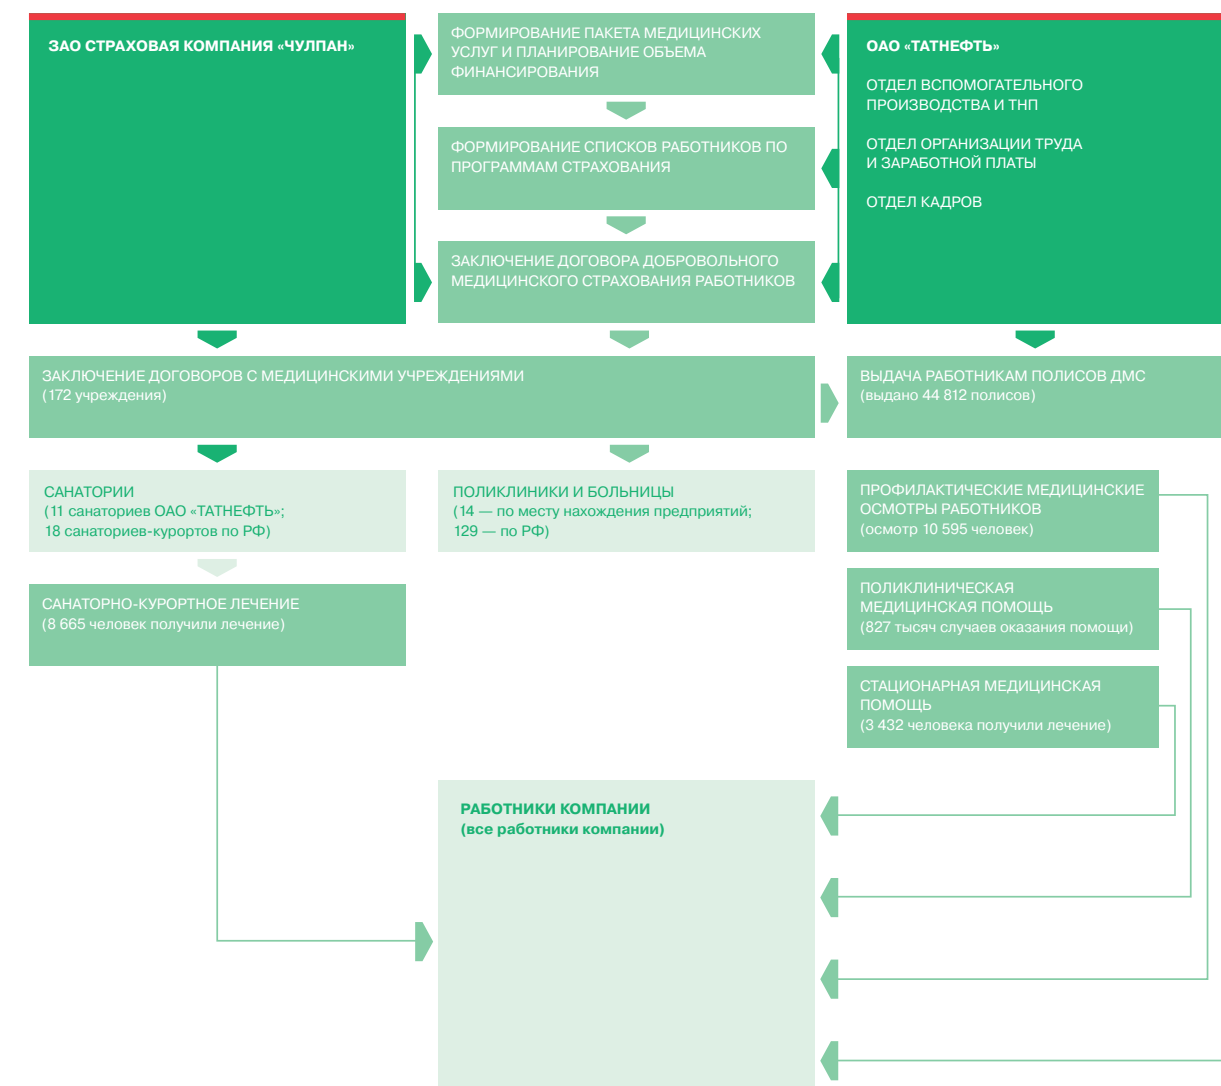 ЗАО СТРАХОВАЯ КОМПАНИЯ «ЧУЛПАН»
ФОРМИРОВАНИЕ ПАКЕТА МЕДИЦИНСКИХ
УСЛУГ И ПЛАНИРОВАНИЕ ОБЪЕМА
ФИНАНСИРОВАНИЯ
ФОРМИРОВАНИЕ СПИСКОВ РАБОТНИКОВ ПО
ПРОГРАММАМ СТРАХОВАНИЯ
ЗАКЛЮЧЕНИЕ ДОГОВОРА ДОБРОВОЛЬНОГО
МЕДИЦИНСКОГО СТРАХОВАНИЯ РАБОТНИКОВ
ОАО «ТАТНЕФТЬ»
ОТДЕЛ ВСПОМОГАТЕЛЬНОГО
ПРОИЗВОДСТВА И ТНП
ОТДЕЛ ОРГАНИЗАЦИИ ТРУДА
И ЗАРАБОТНОЙ ПЛАТЫ
ОТДЕЛ КАДРОВ
ЗАКЛЮЧЕНИЕ ДОГОВОРОВ С МЕДИЦИНСКИМИ УЧРЕЖДЕНИЯМИ
(172 учреждения)
ВЫДАЧА РАБОТНИКАМ ПОЛИСОВ ДМС
(выдано 44 812 полисов)
САНАТОРИИ
(11 санаториев ОАО «ТАТНЕФТЬ»;
18 санаториев-курортов по РФ)
ПОЛИКЛИНИКИ И БОЛЬНИЦЫ
(14 — по месту нахождения предприятий;
129 — по РФ)
ПРОФИЛАКТИЧЕСКИЕ МЕДИЦИНСКИЕ
ОСМОТРЫ РАБОТНИКОВ
(осмотр 10 595 человек)
САНАТОРНО-КУРОРТНОЕ ЛЕЧЕНИЕ
(8 665 человек получили лечение)
ПОЛИКЛИНИЧЕСКАЯ
МЕДИЦИНСКАЯ ПОМОЩЬ
(827 тысяч случаев оказания помощи)
СТАЦИОНАРНАЯ МЕДИЦИНСКАЯ
ПОМОЩЬ
(3 432 человека получили лечение)
РАБОТНИКИ КОМПАНИИ
(все работники компании)